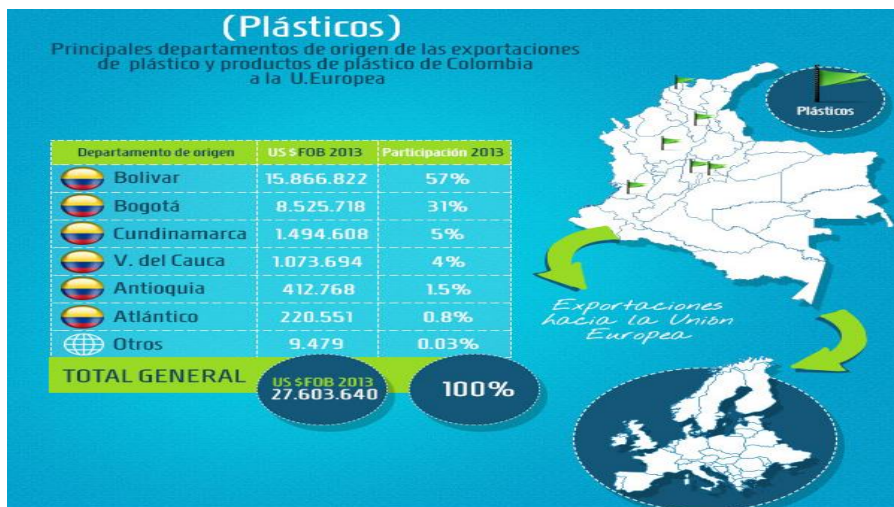 (Plásticos)
Principales departamentos de origen de las exportaciones
de plástico y productos de plástico de Colombia
a la U.Europea
Plásticos
Departamento de origen US $FOB 2013 Participación 2013
Bolivar 15.866.822 57%
Bogotá 8.525.718 31%
Cundinamarca 1.494.608 5%
V. del Cauca 1.073.694 4%
Antioquia 412.768 1.5%
Atlántico 220.551 0.8%
Otros 9.479 0.03%
TOTAL GENERAL US $FOB 2013
27.603.640 100%
Exportaciones
hacia la Unión
Europea